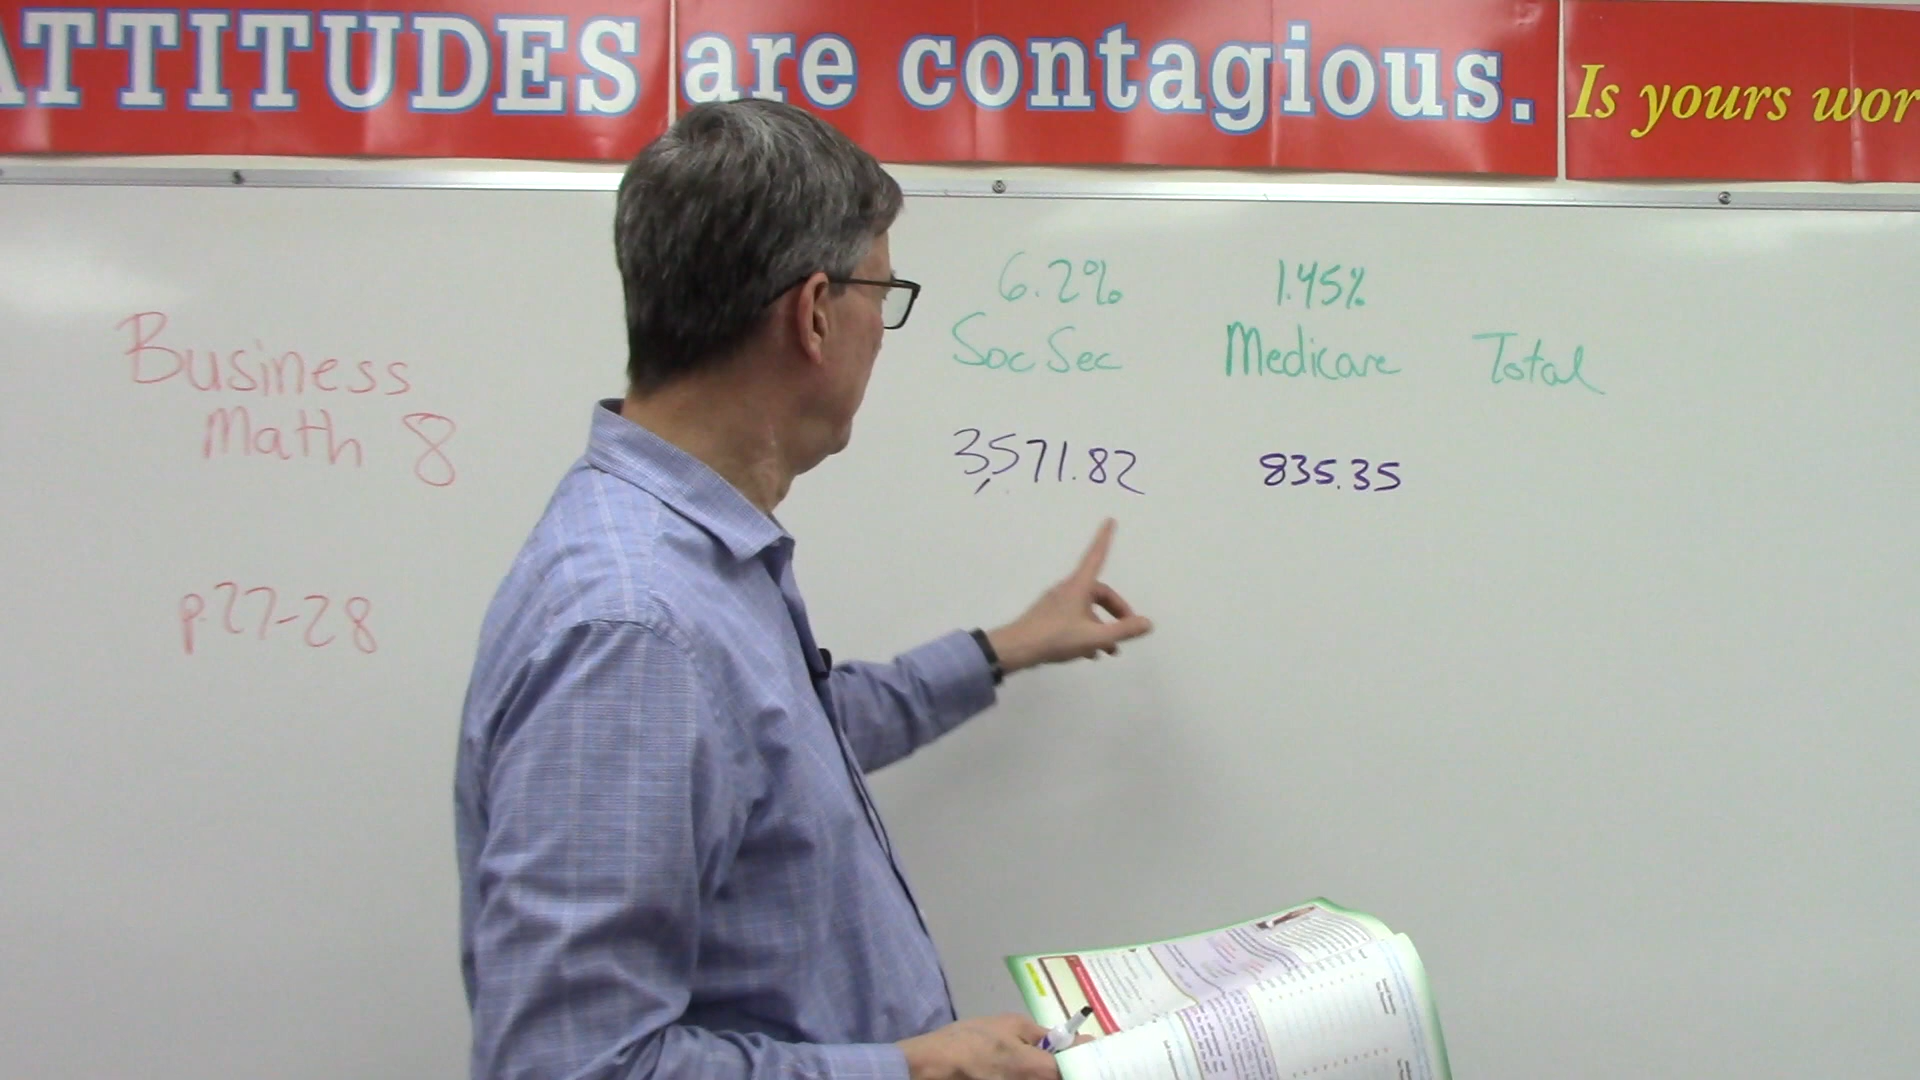 ATTITUDES are contagious.
Is yours wor
Business
Math 8
p.27-28
6.2% 1.45%
Soc Sec Medicare Total
3,571.82 835.35